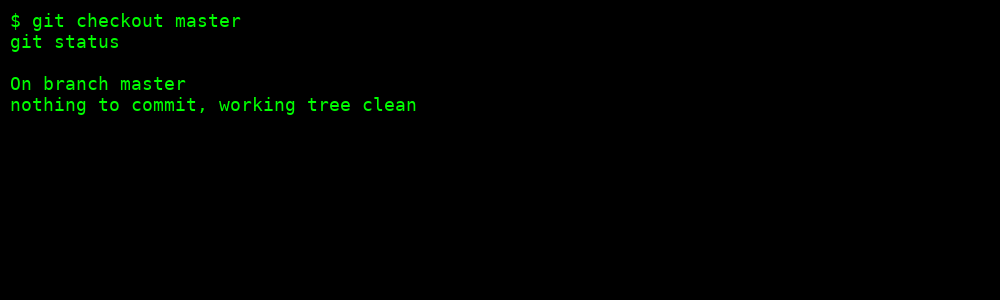 $ git checkout master
git status

On branch master
nothing to commit, working tree clean